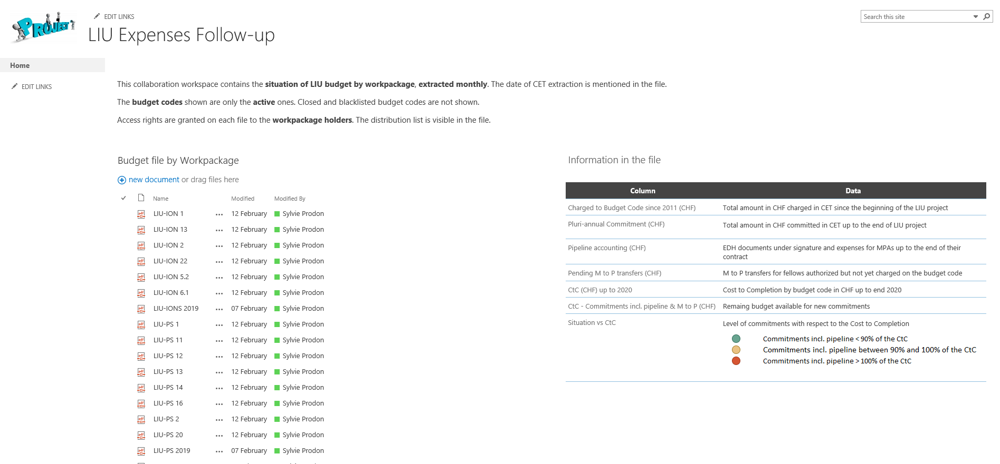 PROJECT
EDIT LINKS
LIU Expenses Follow-up
Search this site
Home
EDIT LINKS
This collaboration workspace contains the situation of LIU budget by workpackage, extracted monthly. The date of CET extraction is mentioned in the file.
The budget codes shown are only the active ones. Closed and blacklisted budget codes are not shown.
Access rights are granted on each file to the workpackage holders. The distribution list is visible in the file.
Budget file by Workpackage
new document or drag files here
Name Modified Modified By
LIU-ION 1 ... 12 February Sylvie Prodon
LIU-ION 13 ... 12 February Sylvie Prodon
LIU-ION 2 ... 12 February Sylvie Prodon
LIU-ION 22 ... 12 February Sylvie Prodon
LIU-ION 5.2 ... 12 February Sylvie Prodon
LIU-ION 6.1 ... 12 February Sylvie Prodon
LIU-IONS 2019 ... 07 February Sylvie Prodon
LIU-PS 1 ... 12 February Sylvie Prodon
LIU-PS 11 ... 12 February Sylvie Prodon
LIU-PS 12 ... 12 February Sylvie Prodon
LIU-PS 13 ... 12 February Sylvie Prodon
LIU-PS 14 ... 12 February Sylvie Prodon
LIU-PS 16 ... 12 February Sylvie Prodon
LIU-PS 2 ... 12 February Sylvie Prodon
LIU-PS 20 ... 12 February Sylvie Prodon
LIU-PS 2019 ... 07 February Sylvie Prodon
Information in the file
Column Data
Charged to Budget Code since 2011 (CHF) Total amount in CHF charged in CET since the beginning of the LIU project
Pluri-annual Commitment (CHF) Total amount in CHF committed in CET up to the end of LIU project
Pipeline accounting (CHF) EDH documents under signature and expenses for MPAs up to the end of their
contract
Pending M to P transfers (CHF) M to P transfers for fellows authorized but not yet charged on the budget code
CtC (CHF) up to 2020 Cost to Completion by budget code in CHF up to end 2020
CtC - Commitments incl. pipeline & M to P (CHF) Remaing budget available for new commitments
Situation vs CtC Level of commitments with respect to the Cost to Completion
Commitments incl. pipeline < 90% of the CtC
Commitments incl. pipeline between 90% and 100% of the CtC
Commitments incl. pipeline > 100% of the CtC